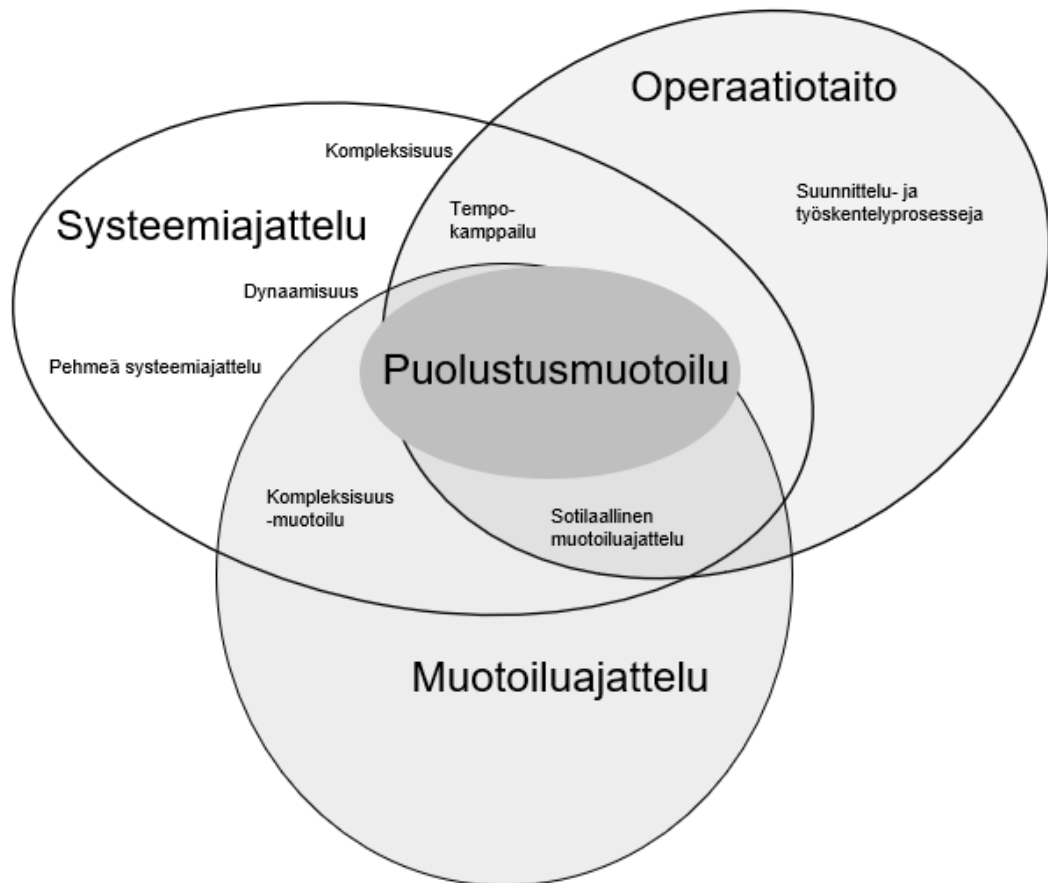 Operaatiotaito
Kompleksisuus
Suunnittelu- ja
työskentelyprosesseja
Systeemiajattelu
Tempo-
kamppailu
Dynaamisuus
Pehmeä systeemiajattelu
Puolustusmuotoilu
Kompleksisuus
-muotoilu
Sotilaallinen
muotoiluajattelu
Muotoiluajattelu